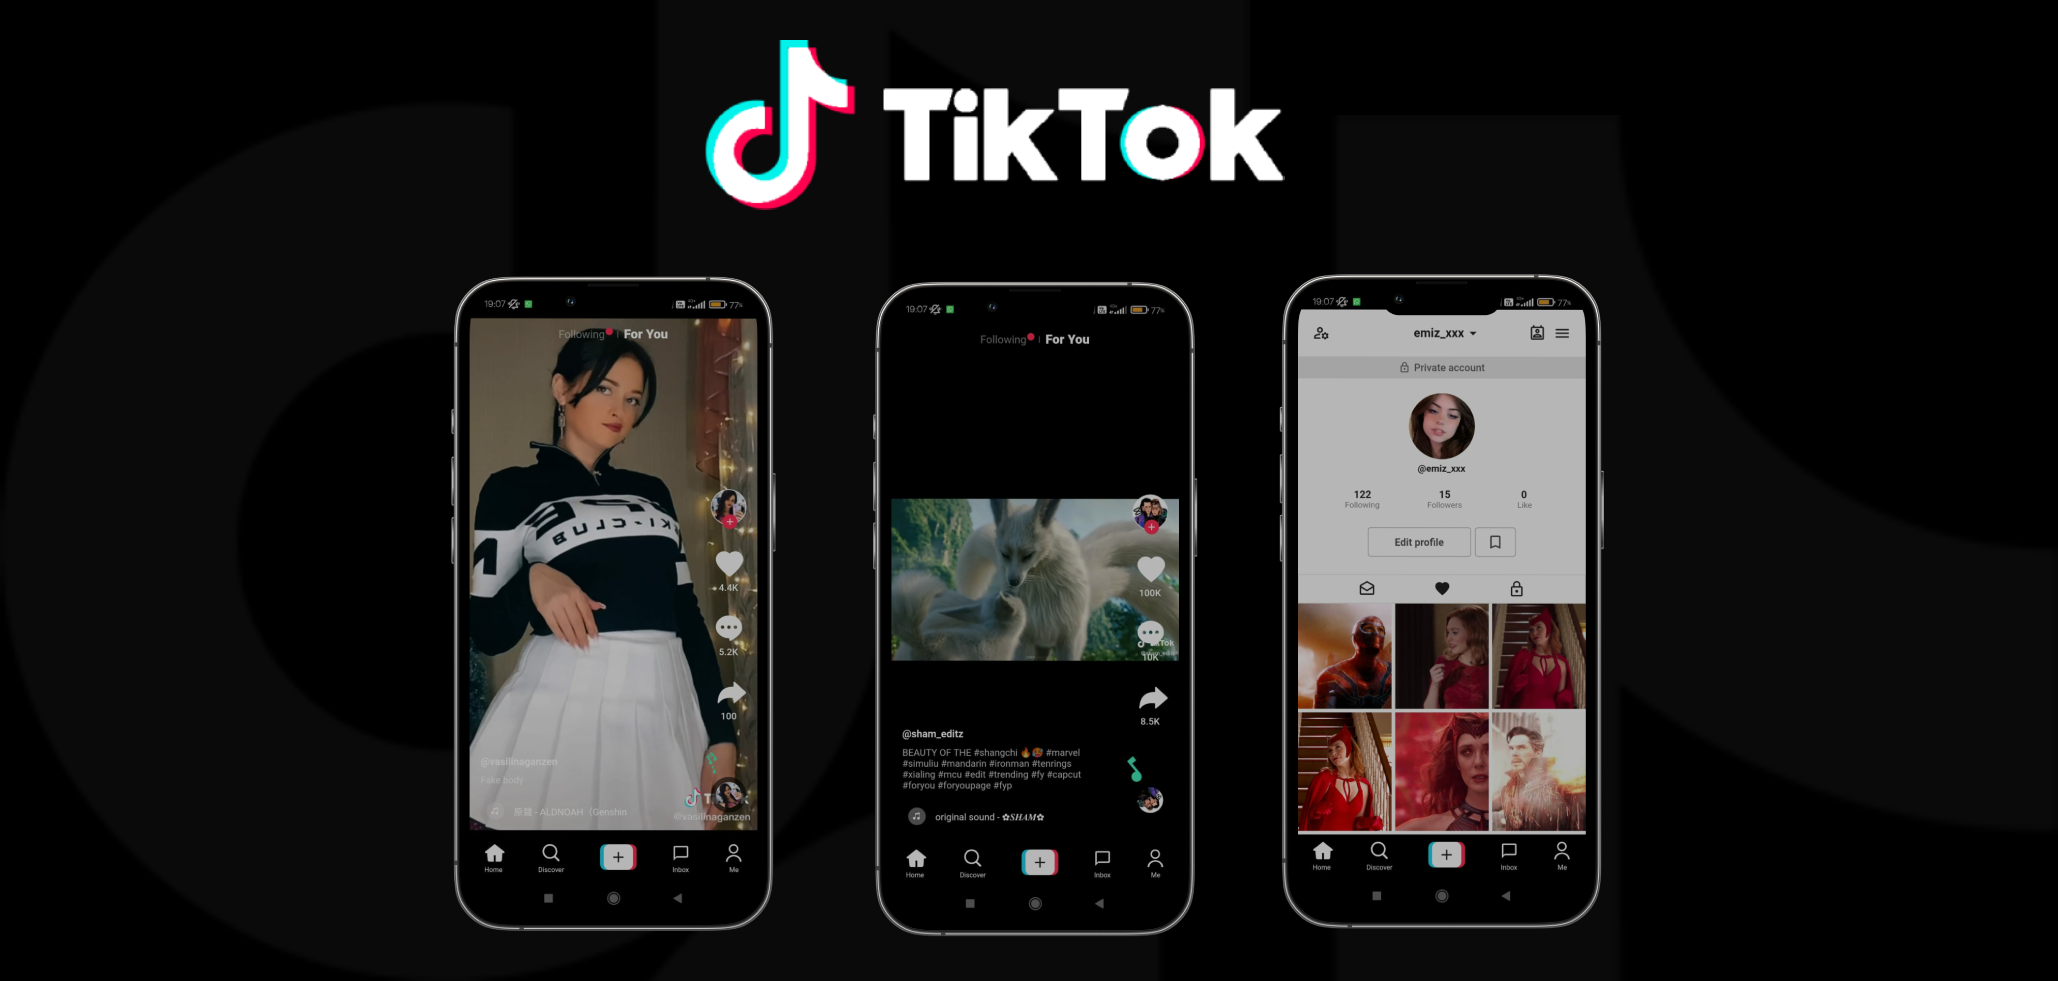 TikTok
19:07
77%
Following
For You
4.4K
5.2K
100
@vasilinaganzen
Fake body
ALDNOAH (Genshin
@vasilinaganzen
Home
Discover
Inbox
Me
19:07
77%
Following
For You
100K
TikTok
10K
8.5K
@sham_editz
BEAUTY OF THE #shangchi 🔥🥵 #marvel
#simuliu #mandarin #ironman #tenrings
#xialing #mcu #edit #trending #fy #capcut
#foryou #foryoupage #fyp
original sound - ✿SHAM✿
Home
Discover
Inbox
Me
19:07
77%
emiz_xxx
Private account
@emiz_xxx
122
15
0
Following
Followers
Like
Edit profile
Home
Discover
Inbox
Me